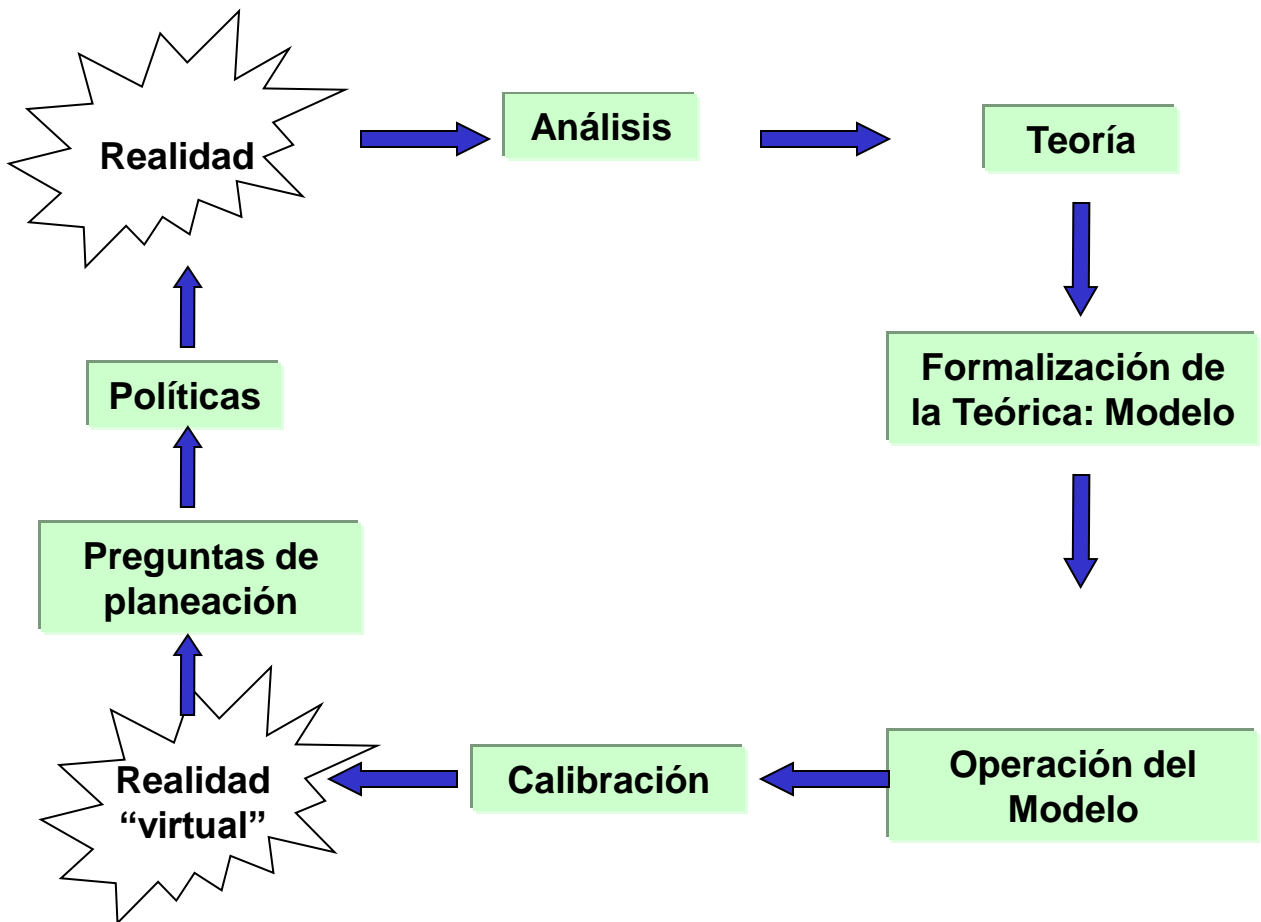 Realidad
Análisis
Teoría
Formalización de
la Teórica: Modelo
Operación del
Modelo
Calibración
Realidad
“virtual”
Preguntas de
planeación
Políticas